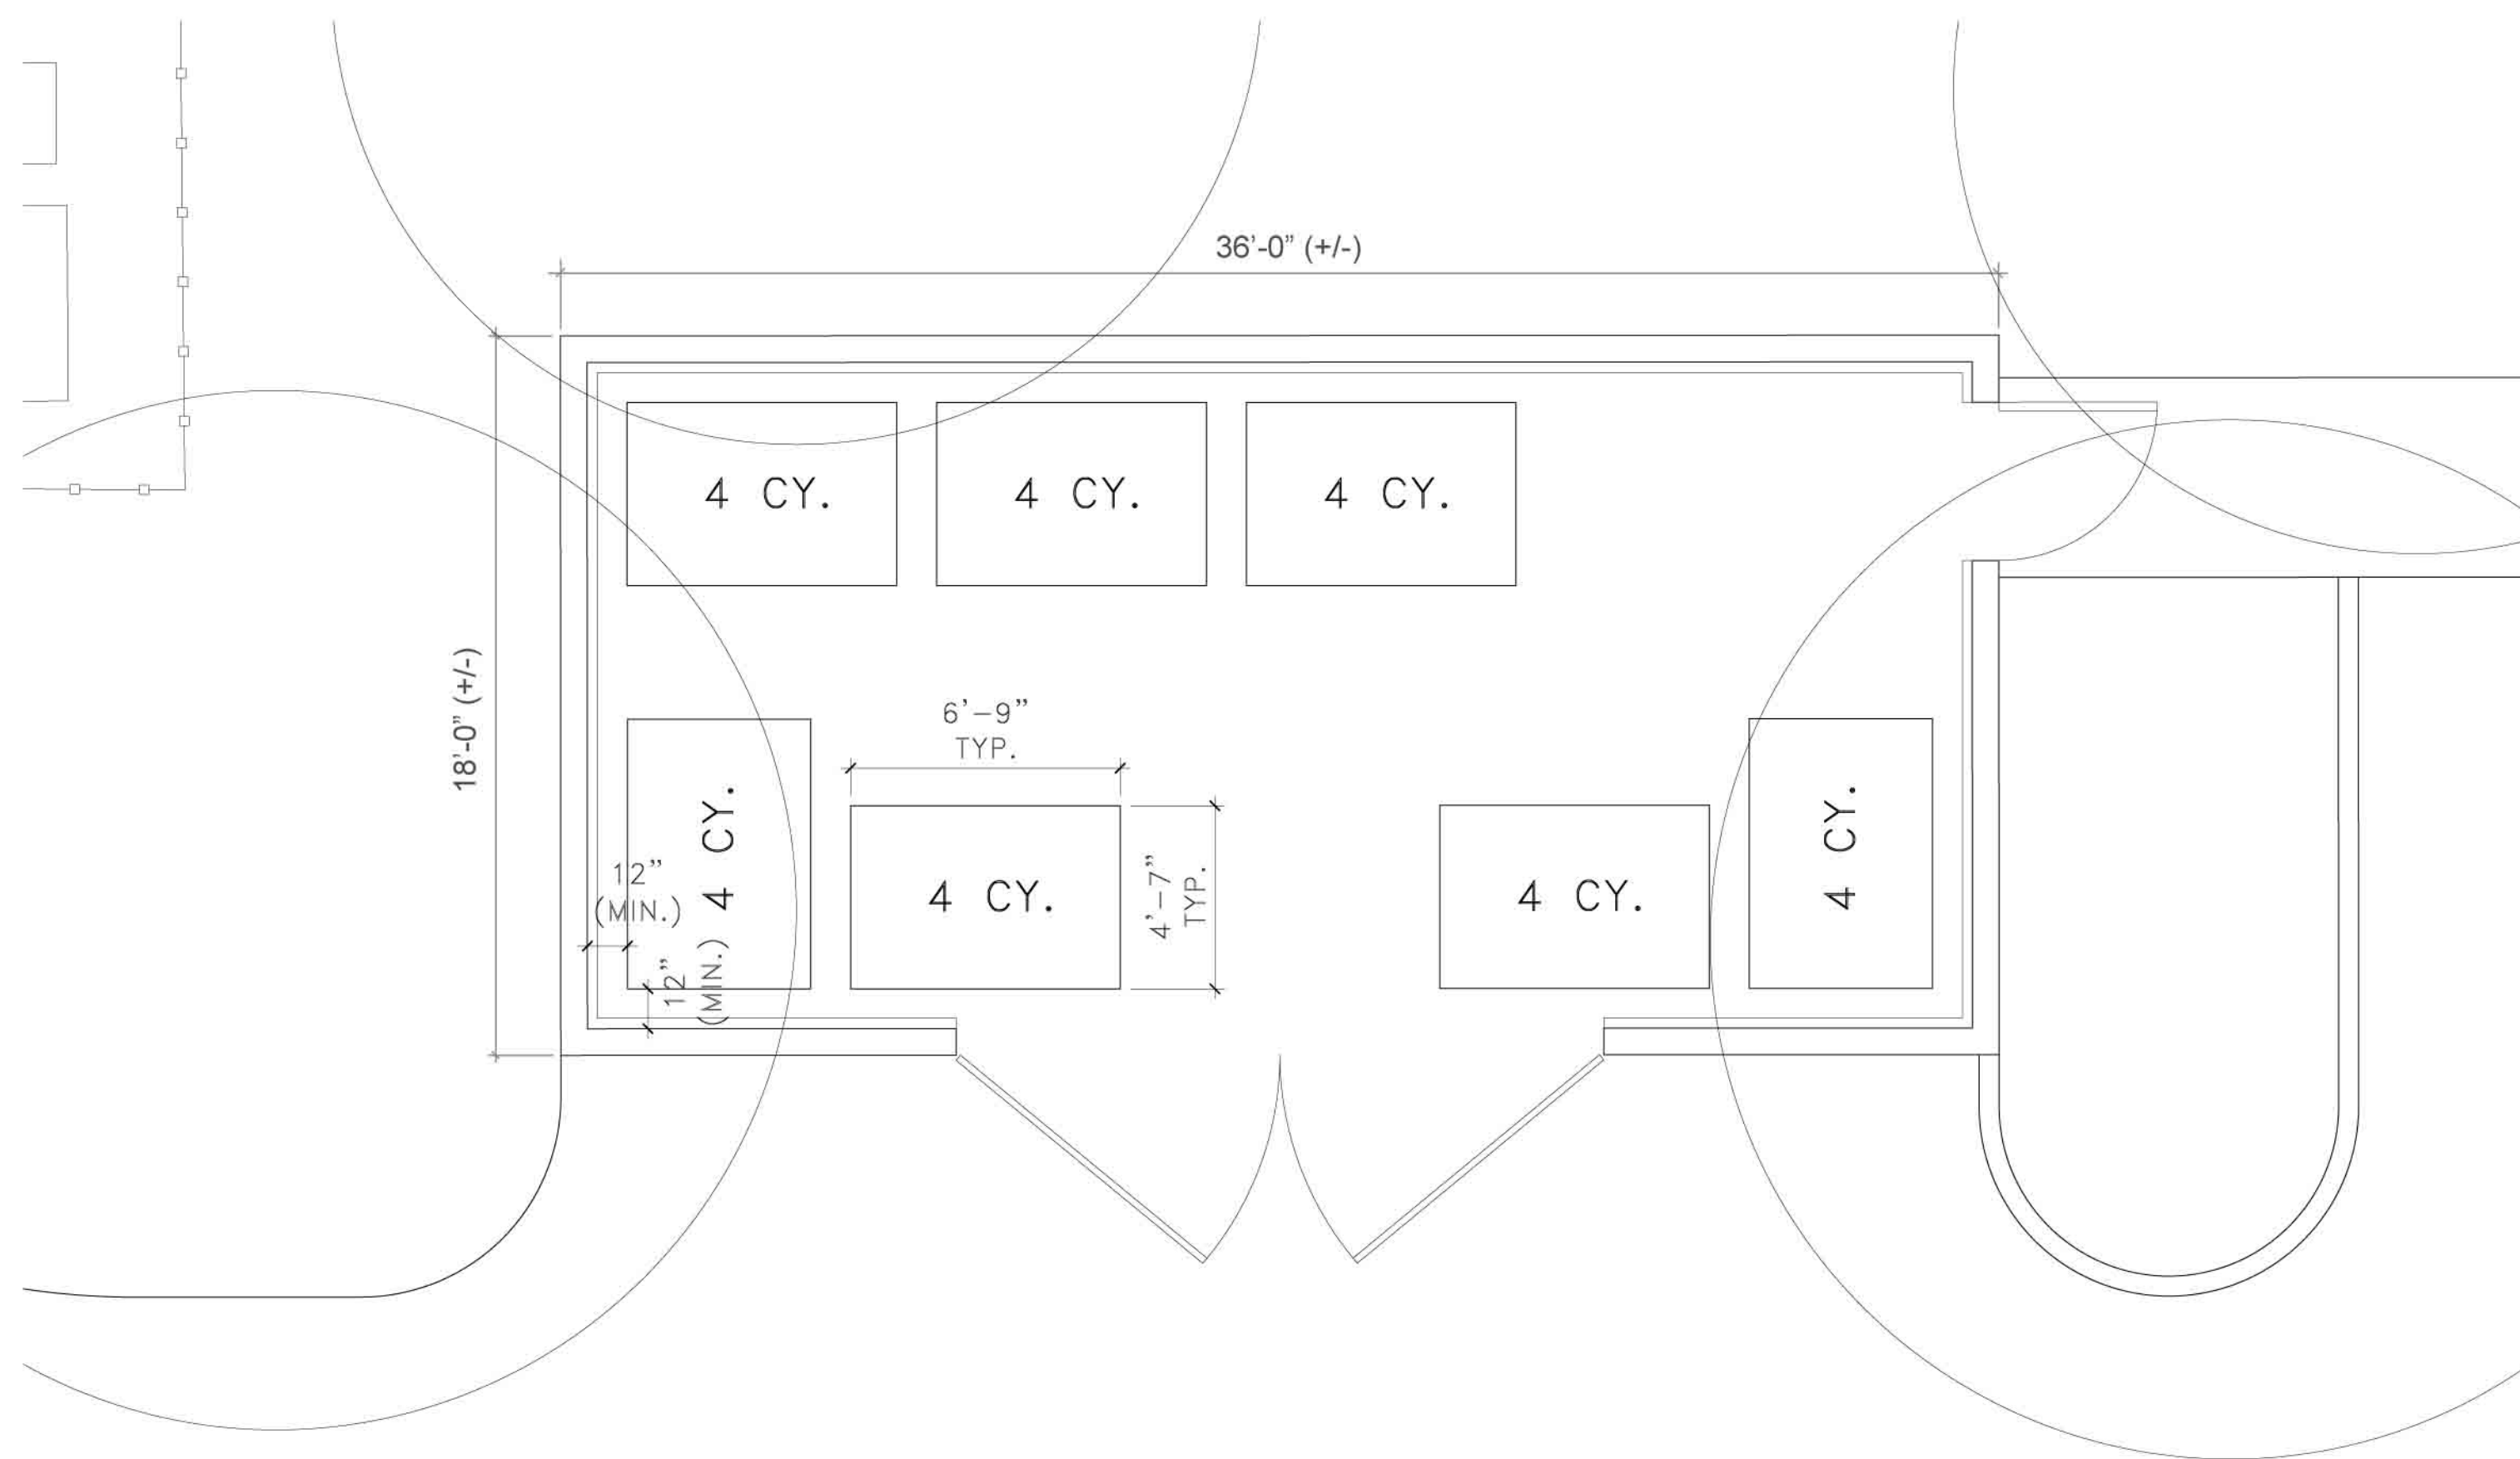 36'-0" (+/-)
4 CY.
4 CY.
4 CY.
18'-0" (+/-)
6'-9"
TYP.
4 CY.
12"
(MIN.)
12"
(MIN.)
4 CY.
4'-7"
TYP.
4 CY.
4 CY.